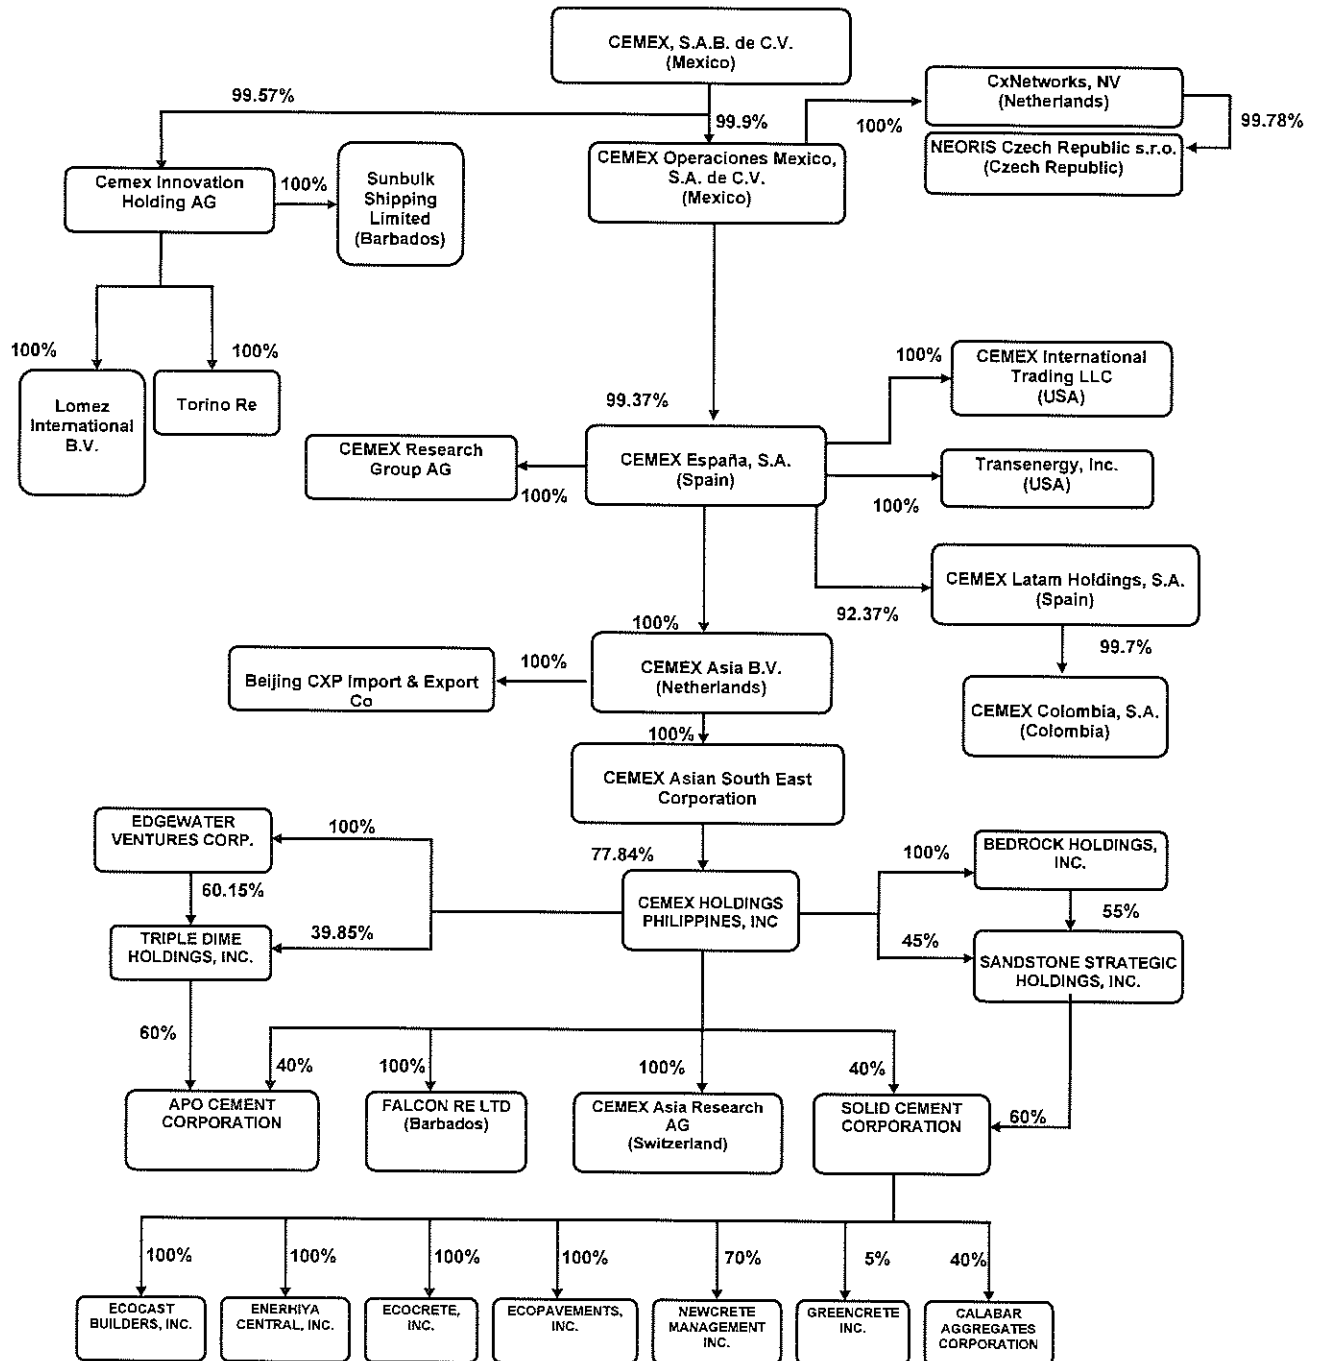 CEMEX, S.A.B. de C.V.
(Mexico)
CxNetworks, NV
(Netherlands)
99.57%
99.9%
100%
99.78%
NEORIS Czech Republic s.r.o.
(Czech Republic)
CEMEX Operaciones Mexico,
S.A. de C.V.
(Mexico)
Cemex Innovation
Holding AG
100%
Sunbulk
Shipping
Limited
(Barbados)
100%
100%
Lomez
International
B.V.
Torino Re
99.37%
100%
CEMEX International
Trading LLC
(USA)
CEMEX Research
Group AG
100%
CEMEX España, S.A.
(Spain)
Transenergy, Inc.
(USA)
100%
CEMEX Latam Holdings, S.A.
(Spain)
92.37%
99.7%
CEMEX Colombia, S.A.
(Colombia)
100%
CEMEX Asia B.V.
(Netherlands)
100%
Beijing CXP Import & Export
Co
100%
CEMEX Asian South East
Corporation
77.84%
EDGEWATER
VENTURES CORP.
100%
60.15%
TRIPLE DIME
HOLDINGS, INC.
39.85%
CEMEX HOLDINGS
PHILIPPINES, INC
100%
BEDROCK HOLDINGS,
INC.
55%
45%
SANDSTONE STRATEGIC
HOLDINGS, INC.
60%
40%
100%
100%
40%
60%
APO CEMENT
CORPORATION
FALCON RE LTD
(Barbados)
CEMEX Asia Research
AG
(Switzerland)
SOLID CEMENT
CORPORATION
100%
100%
100%
100%
70%
5%
40%
ECOCAST
BUILDERS, INC.
ENERHIYA
CENTRAL, INC.
ECOCRETE,
INC.
ECOPAVEMENTS,
INC.
NEWCRETE
MANAGEMENT
INC.
GREENCRETE
INC.
CALABAR
AGGREGATES
CORPORATION